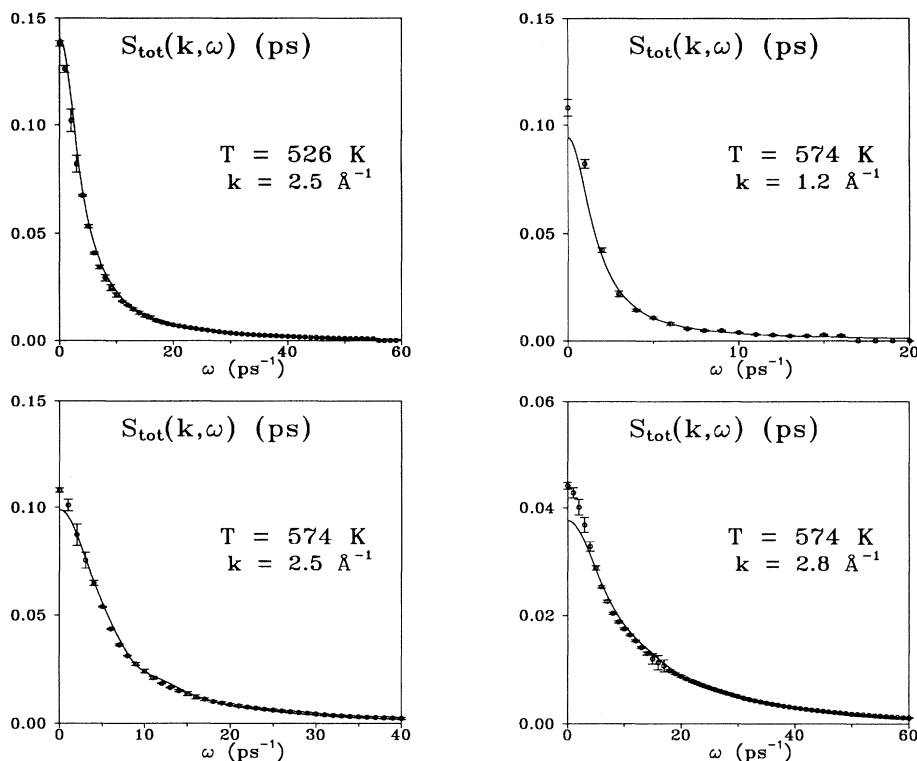 0.15
S_tot(k,ω) (ps)
0.10
T = 526 K
k = 2.5 Å⁻¹
0.05
0.00
0 20 40 60
ω (ps⁻¹)
0.15
S_tot(k,ω) (ps)
0.10
T = 574 K
k = 1.2 Å⁻¹
0.05
0.00
0 10 20
ω (ps⁻¹)
0.15
S_tot(k,ω) (ps)
0.10
T = 574 K
k = 2.5 Å⁻¹
0.05
0.00
0 10 20 30 40
ω (ps⁻¹)
0.06
S_tot(k,ω) (ps)
0.04
T = 574 K
k = 2.8 Å⁻¹
0.02
0.00
0 20 40 60
ω (ps⁻¹)